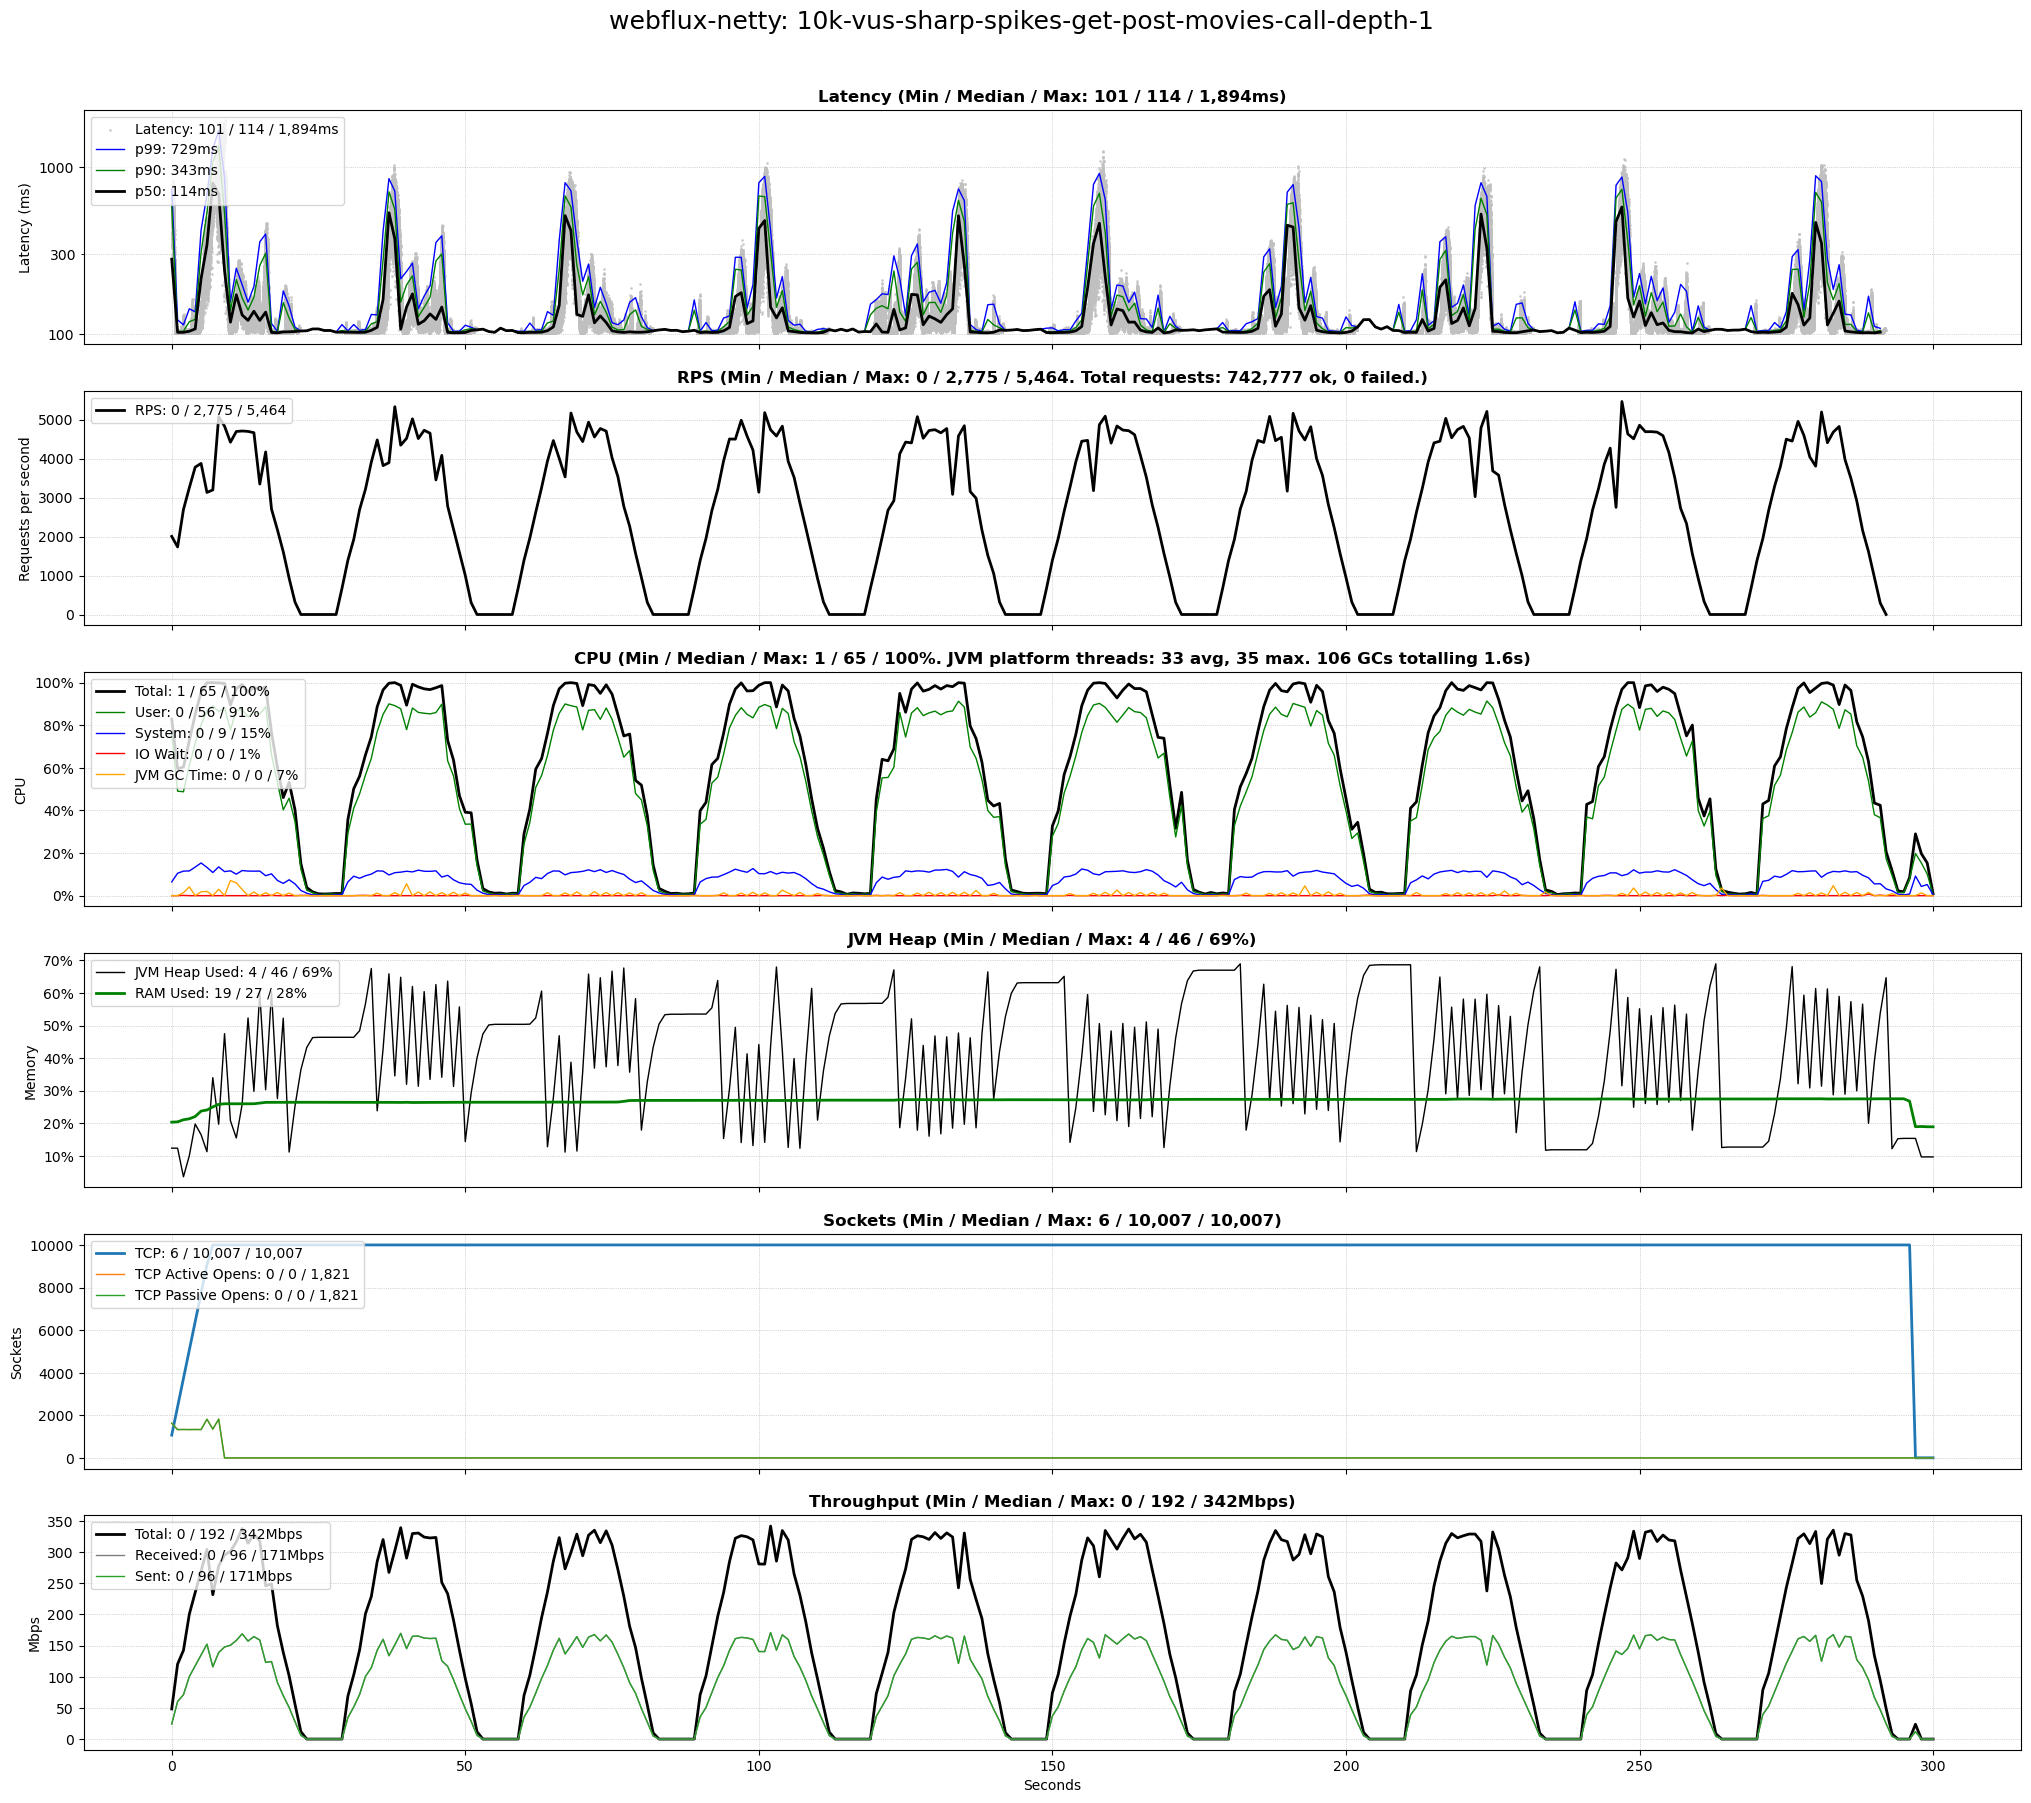 webflux-netty: 10k-vus-sharp-spikes-get-post-movies-call-depth-1
Latency (Min / Median / Max: 101 / 114 / 1,894ms)
Latency: 101 / 114 / 1,894ms
p99: 729ms
p90: 343ms
p50: 114ms
Latency (ms)
1000
300
100
RPS (Min / Median / Max: 0 / 2,775 / 5,464. Total requests: 742,777 ok, 0 failed.)
RPS: 0 / 2,775 / 5,464
Requests per second
5000
4000
3000
2000
1000
0
CPU (Min / Median / Max: 1 / 65 / 100%. JVM platform threads: 33 avg, 35 max. 106 GCs totalling 1.6s)
Total: 1 / 65 / 100%
User: 0 / 56 / 91%
System: 0 / 9 / 15%
IO Wait: 0 / 0 / 1%
JVM GC Time: 0 / 0 / 7%
CPU
100%
80%
60%
40%
20%
0%
JVM Heap (Min / Median / Max: 4 / 46 / 69%)
JVM Heap Used: 4 / 46 / 69%
RAM Used: 19 / 27 / 28%
Memory
70%
60%
50%
40%
30%
20%
10%
Sockets (Min / Median / Max: 6 / 10,007 / 10,007)
TCP: 6 / 10,007 / 10,007
TCP Active Opens: 0 / 0 / 1,821
TCP Passive Opens: 0 / 0 / 1,821
Sockets
10000
8000
6000
4000
2000
0
Throughput (Min / Median / Max: 0 / 192 / 342Mbps)
Total: 0 / 192 / 342Mbps
Received: 0 / 96 / 171Mbps
Sent: 0 / 96 / 171Mbps
Mbps
350
300
250
200
150
100
50
0
0 50 100 150 200 250 300
Seconds